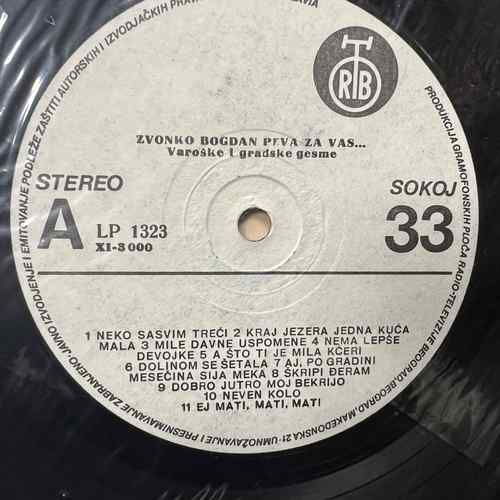 RTB
PRODUKCIJA GRAMOFONSKIH PLOČA RADIO-TELEVIZIJE BEOGRAD, BEOGRAD, MAKEDONSKA 21 · UMNOŽAVANJE I PRESNIMAVANJE ZABRANJENO · JAVNO IZVOĐENJE I EMITOVANJE PODLEŽE ZAŠTITI AUTORSKIH I IZVOĐAČKIH PRAVA
ZVONKO BOGDAN PEVA ZA VAS...
Varoške i gradske gesme
STEREO
SOKOJ
A
LP 1323
XI-3 000
33
1 NEKO SASVIM TREĆI 2 KRAJ JEZERA JEDNA KUĆA
MALA 3 MILE DAVNE USPOMENE 4 NEMA LEPŠE
DEVOJKE 5 A ŠTO TI JE MILA KĆERI
6 DOLINOM SE ŠETALA 7 AJ, PO GRADINI
MESEČINA SIJA MEKA 8 ŠKRIPI ĐERAM
9 DOBRO JUTRO MOJ BEKRIJO
10 NEVEN KOLO
11 EJ MATI, MATI, MATI